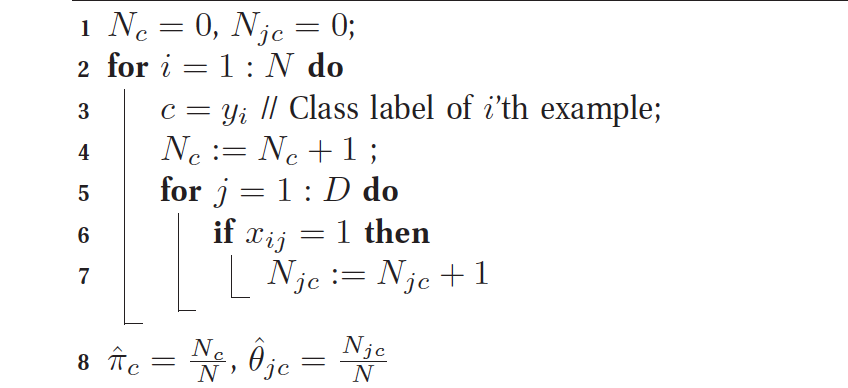 1 N_c = 0, N_{jc} = 0;
2 for i = 1 : N do
3 c = y_i // Class label of i'th example;
4 N_c := N_c + 1 ;
5 for j = 1 : D do
6 if x_{ij} = 1 then
7 N_{jc} := N_{jc} + 1
8 \hat{π}_c = \frac{N_c}{N}, \hat{θ}_{jc} = \frac{N_{jc}}{N}